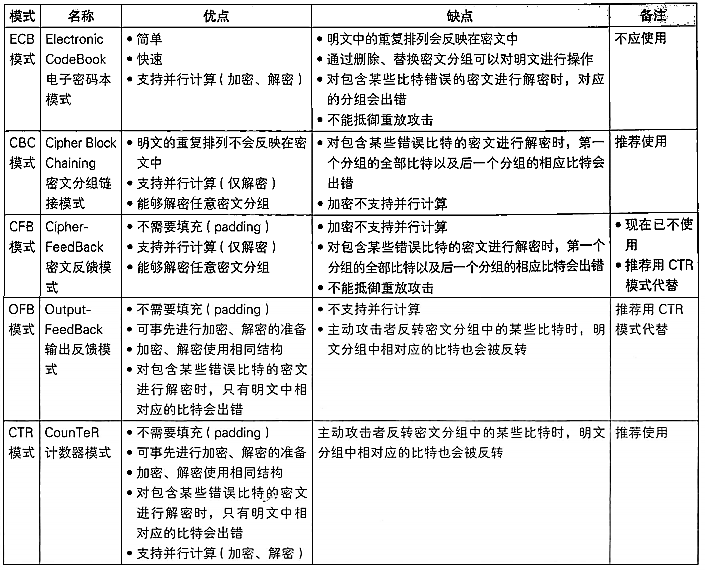 模式 名称 优点 缺点 备注
ECB模式
Electronic
CodeBook
电子密码本
模式
• 简单
• 快速
• 支持并行计算（加密、解密）
• 明文中的重复排列会反映在密文中
• 通过删除、替换密文分组可以对明文进行操作
• 对包含某些比特错误的密文进行解密时，对应
的分组会出错
• 不能抵御重放攻击
不应使用
CBC
模式
Cipher Block
Chaining
密文分组链
接模式
• 明文的重复排列不会反映在密
文中
• 支持并行计算（仅解密）
• 能够解密任意密文分组
• 对包含某些错误比特的密文进行解密时，第一
个分组的全部比特以及后一个分组的相应比特会
出错
• 加密不支持并行计算
推荐使用
CFB
模式
Cipher-
FeedBack
密文反馈模
式
• 不需要填充（padding）
• 支持并行计算（仅解密）
• 能够解密任意密文分组
• 加密不支持并行计算
• 对包含某些错误比特的密文进行解密时，第一个
分组的全部比特以及后一个分组的相应比特会出错
• 不能抵御重放攻击
• 现在已不使
用
• 推荐用 CTR
模式代替
OFB
模式
Output-
FeedBack
输出反馈模
式
• 不需要填充（padding）
• 可事先进行加密、解密的准备
• 加密、解密使用相同结构
• 对包含某些错误比特的密文
进行解密时，只有明文中相
对应的比特会出错
• 不支持并行计算
• 主动攻击者反转密文分组中的某些比特时，明
文分组中相对应的比特也会被反转
推荐用 CTR
模式代替
CTR
模式
CounTeR
计数器模式
• 不需要填充（padding）
• 可事先进行加密、解密的准备
• 加密、解密使用相同结构
• 对包含某些错误比特的密文
进行解密时，只有明文中相
对应的比特会出错
• 支持并行计算（加密、解密）
主动攻击者反转密文分组中的某些比特时，明文
分组中相对应的比特也会被反转
推荐使用